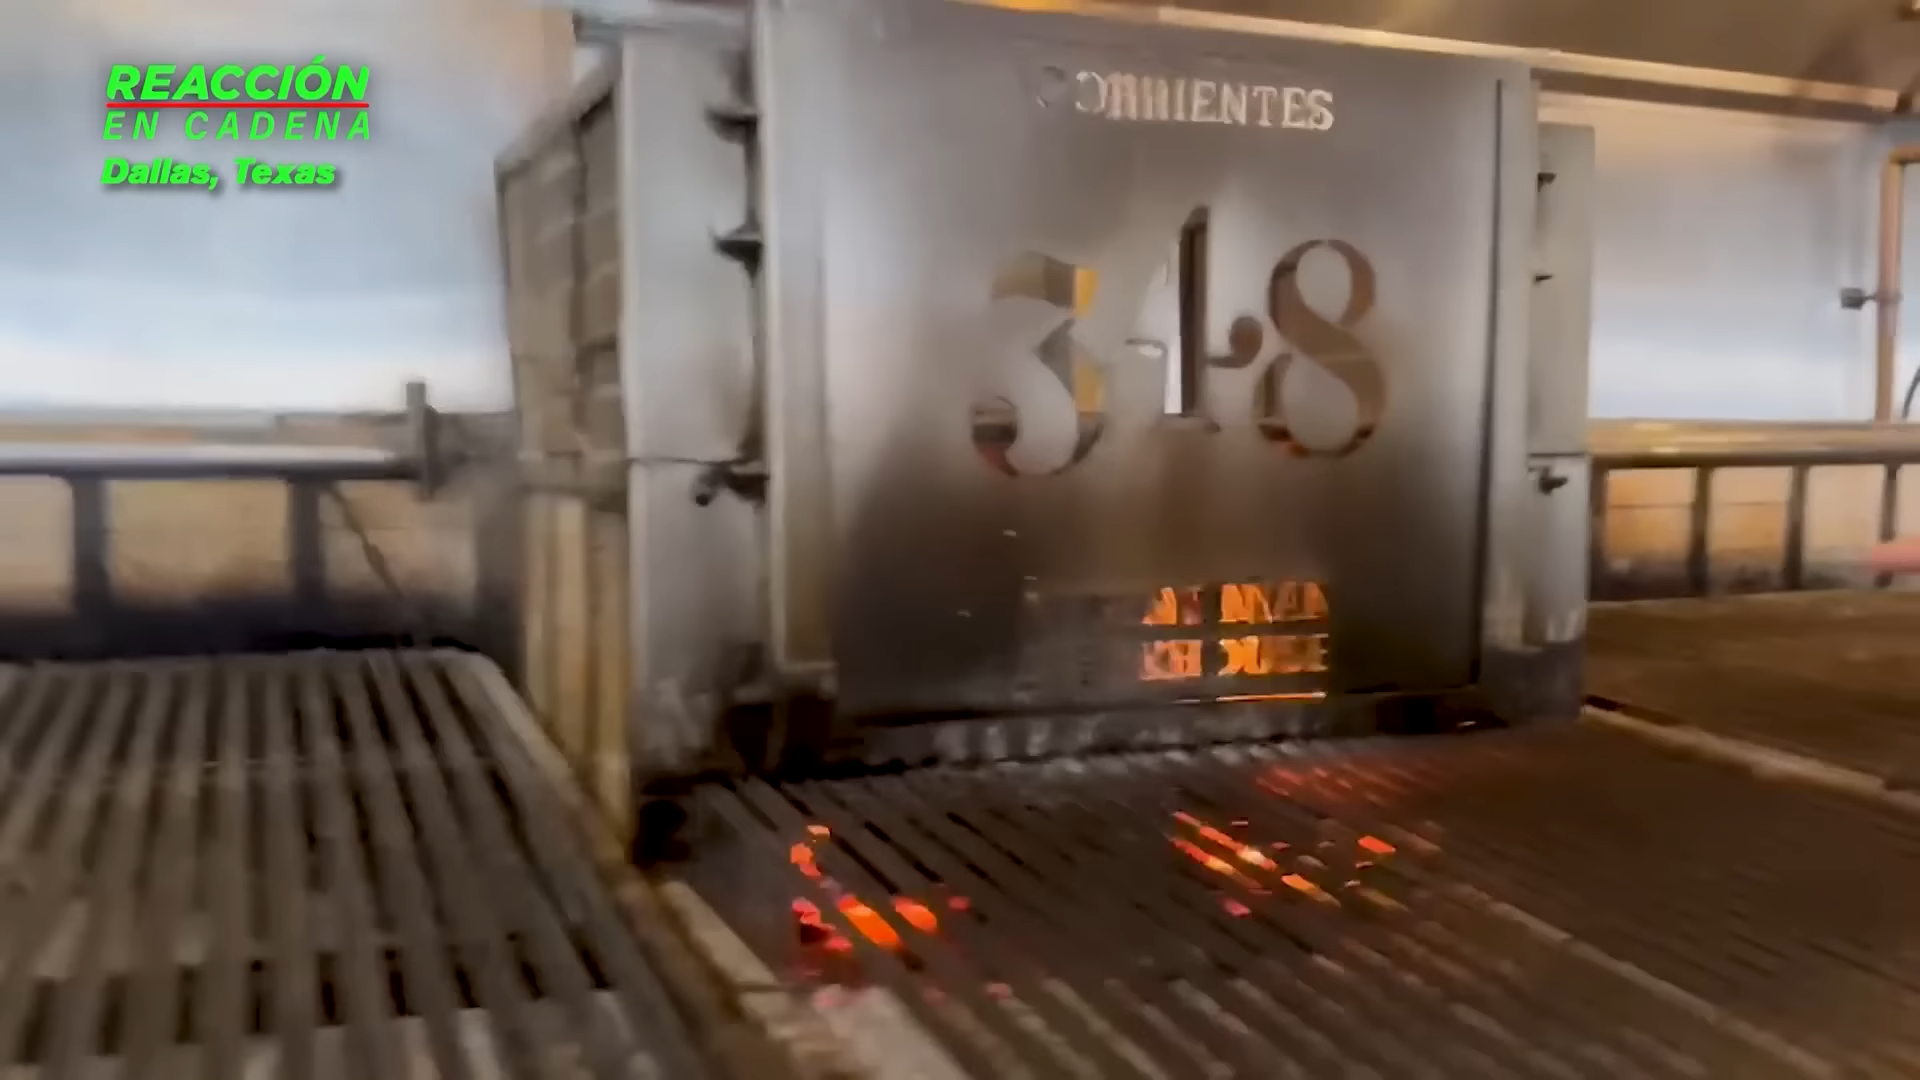 REACCIÓN
EN CADENA
Dallas, Texas
CORRIENTES
348